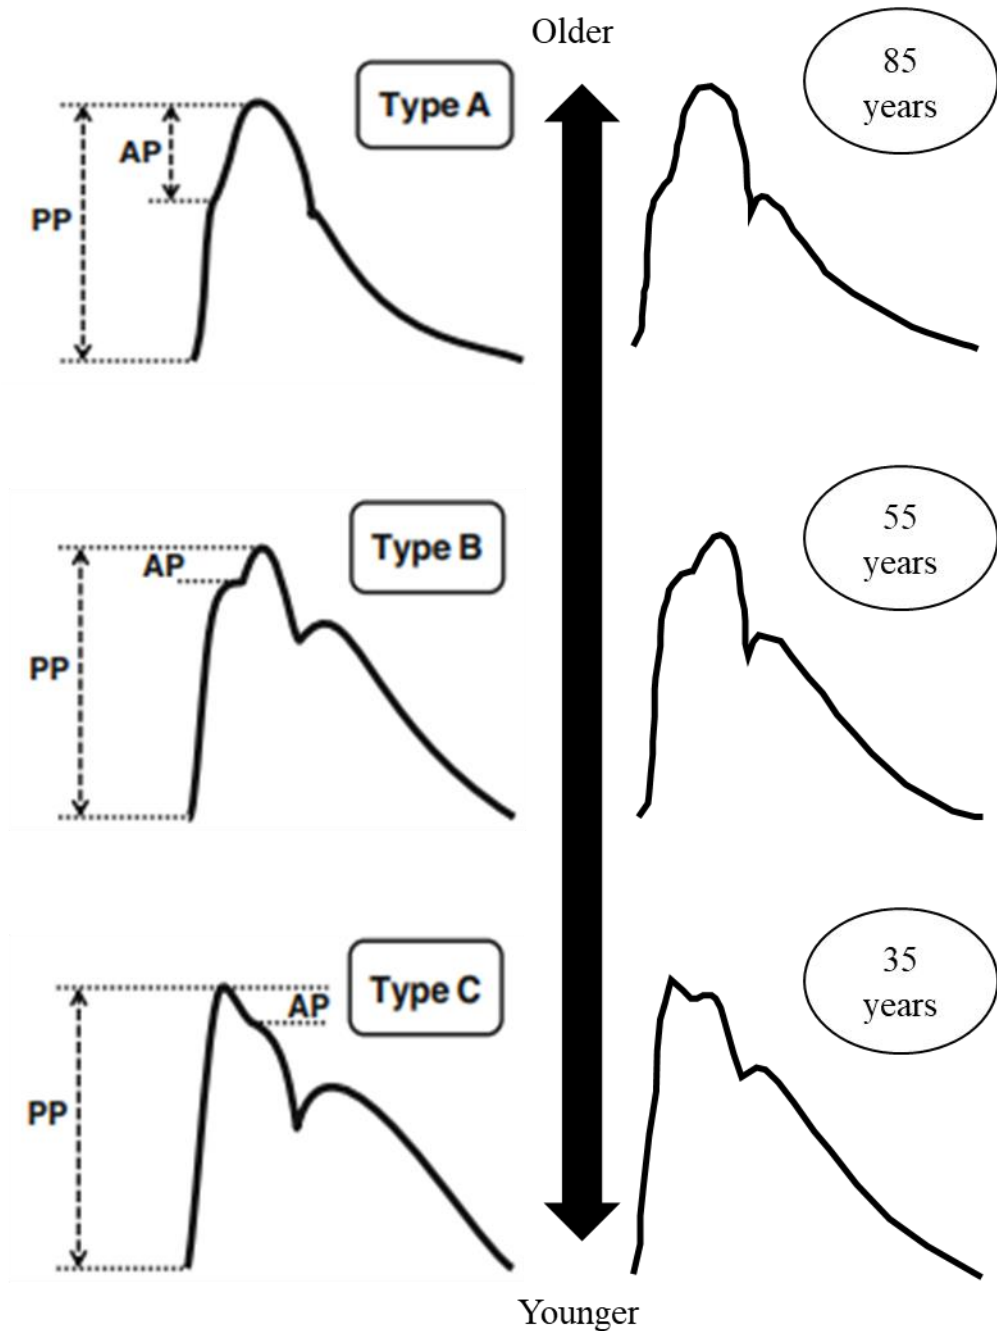 Older
85
years
Type A
AP
PP
55
years
Type B
AP
PP
35
years
Type C
AP
PP
Younger